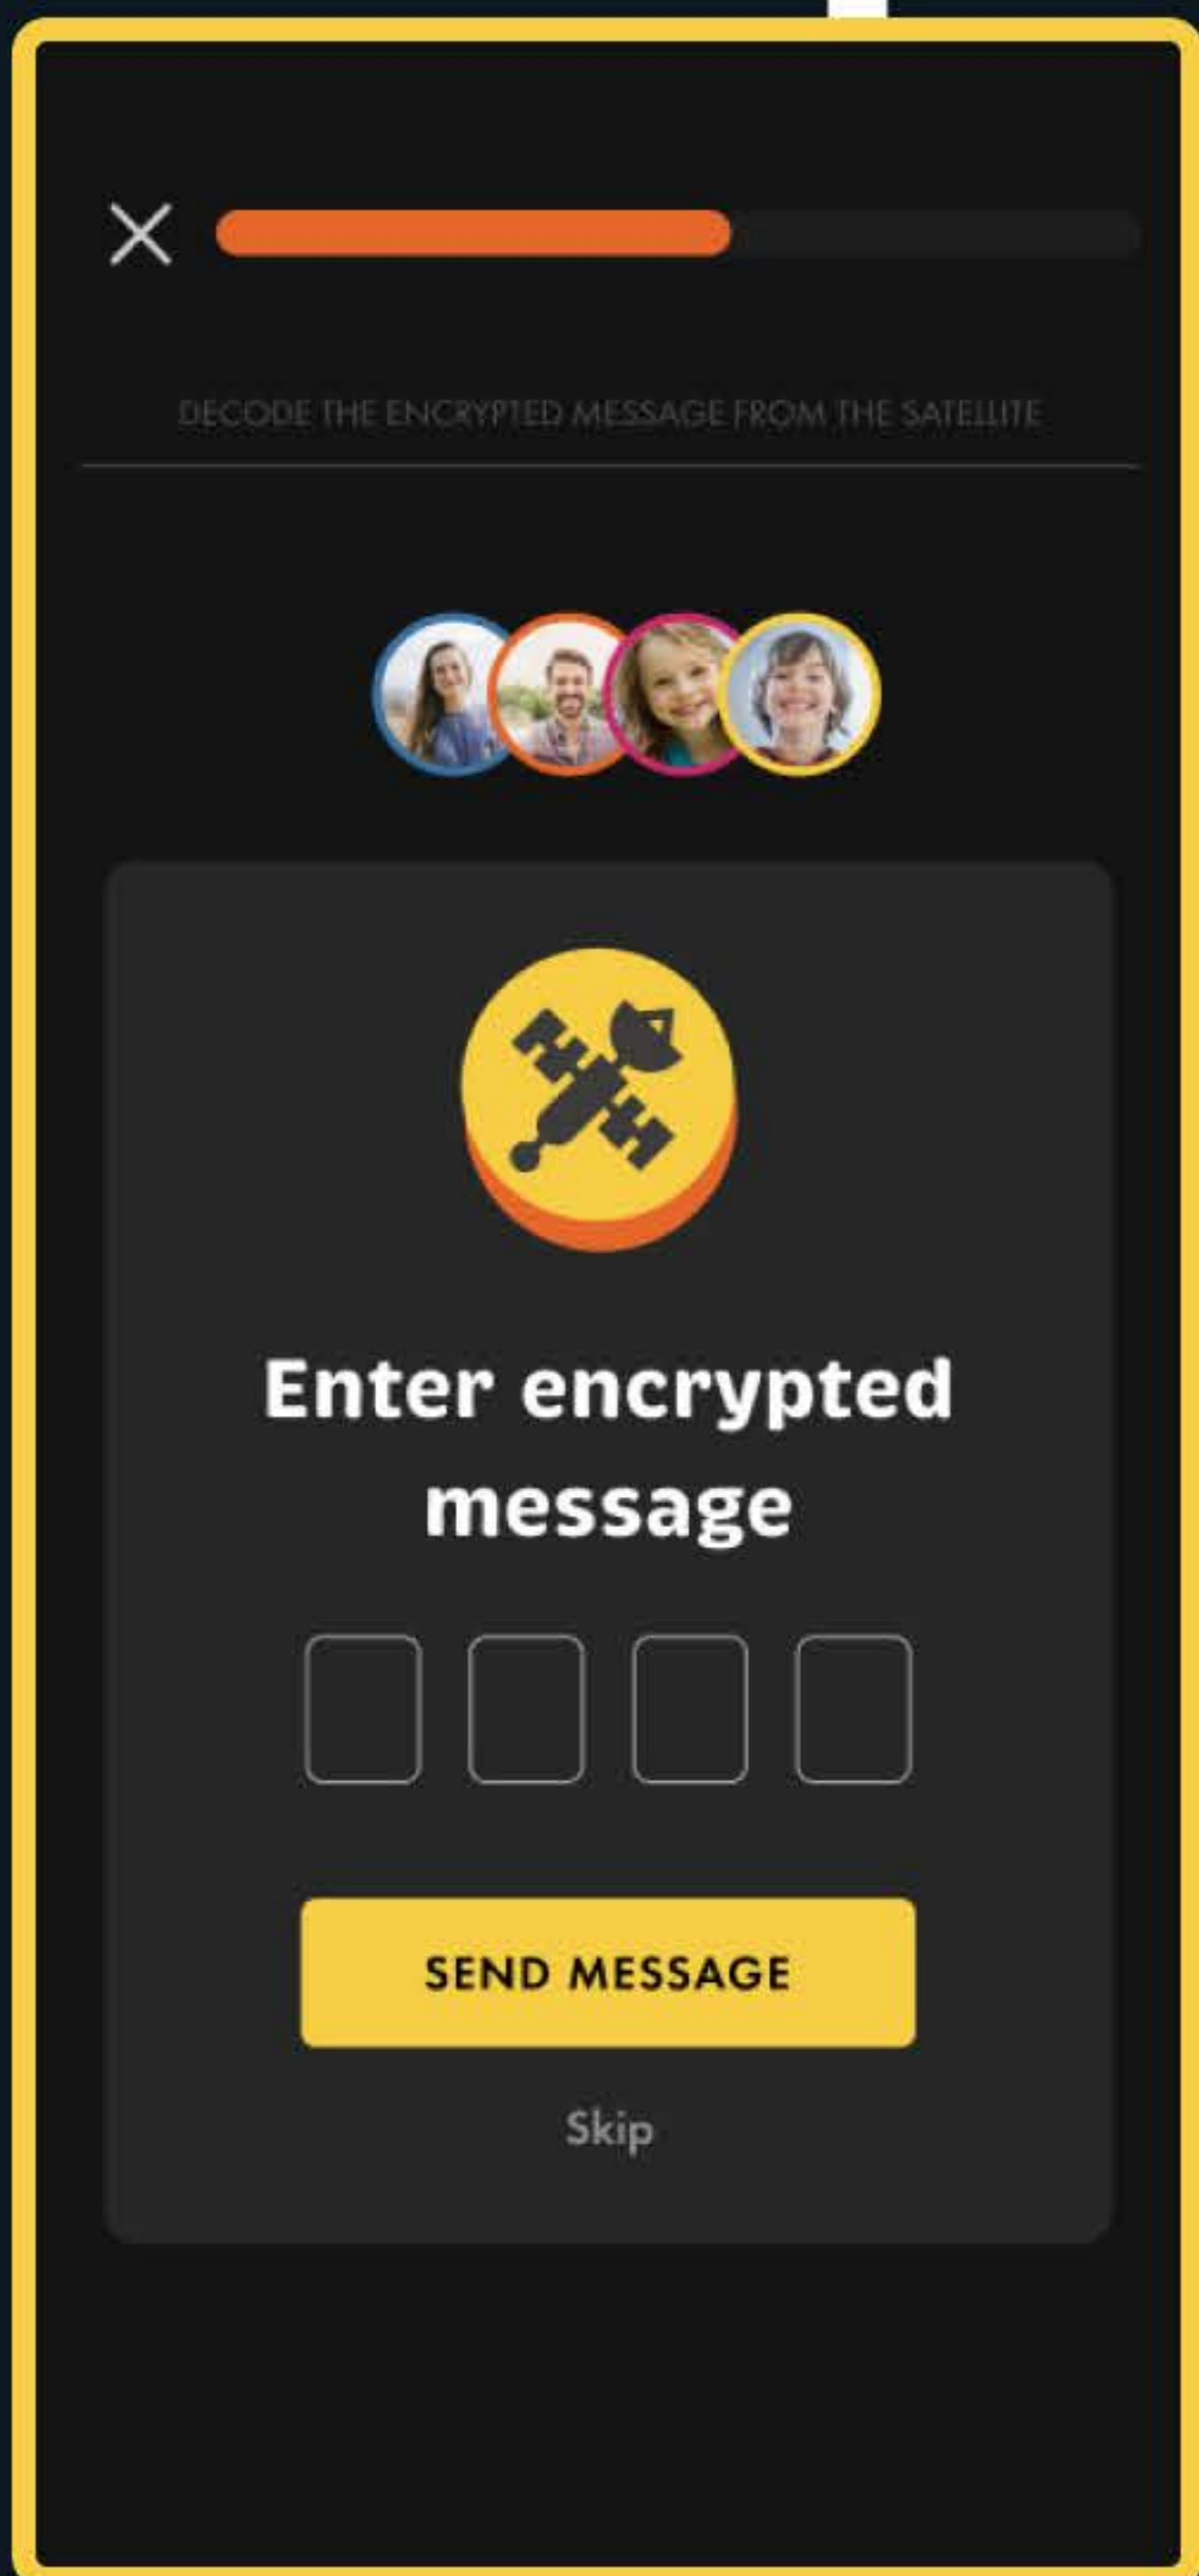 DECODE THE ENCRYPTED MESSAGE FROM THE SATELLITE
Enter encrypted
message
SEND MESSAGE
Skip